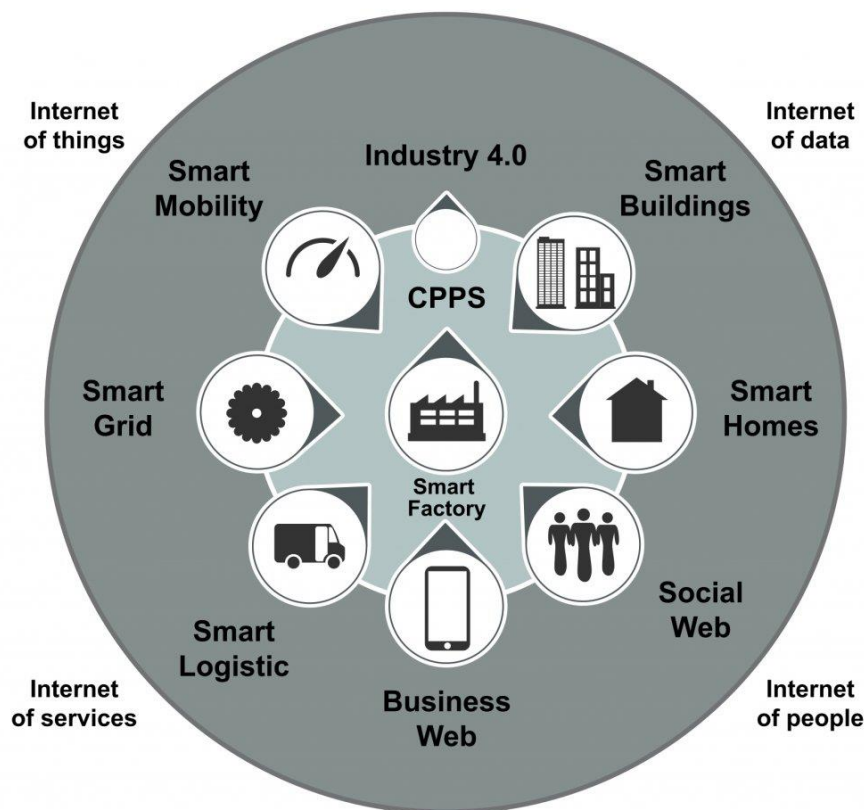 Internet
of things
Internet
of data
Industry 4.0
Smart
Mobility
Smart
Buildings
CPPS
Smart
Grid
Smart
Homes
Smart
Factory
Social
Web
Smart
Logistic
Internet
of services
Business
Web
Internet
of people